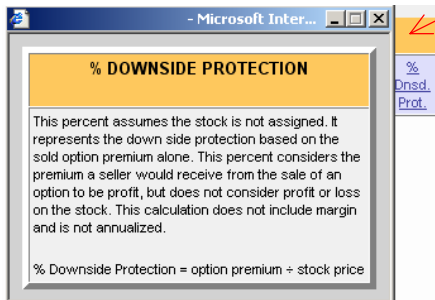 - Microsoft Inter...
% DOWNSIDE PROTECTION
%
Dnsd.
Prot.
This percent assumes the stock is not assigned. It
represents the down side protection based on the
sold option premium alone. This percent considers the
premium a seller would receive from the sale of an
option to be profit, but does not consider profit or loss
on the stock. This calculation does not include margin
and is not annualized.
% Downside Protection = option premium ÷ stock price